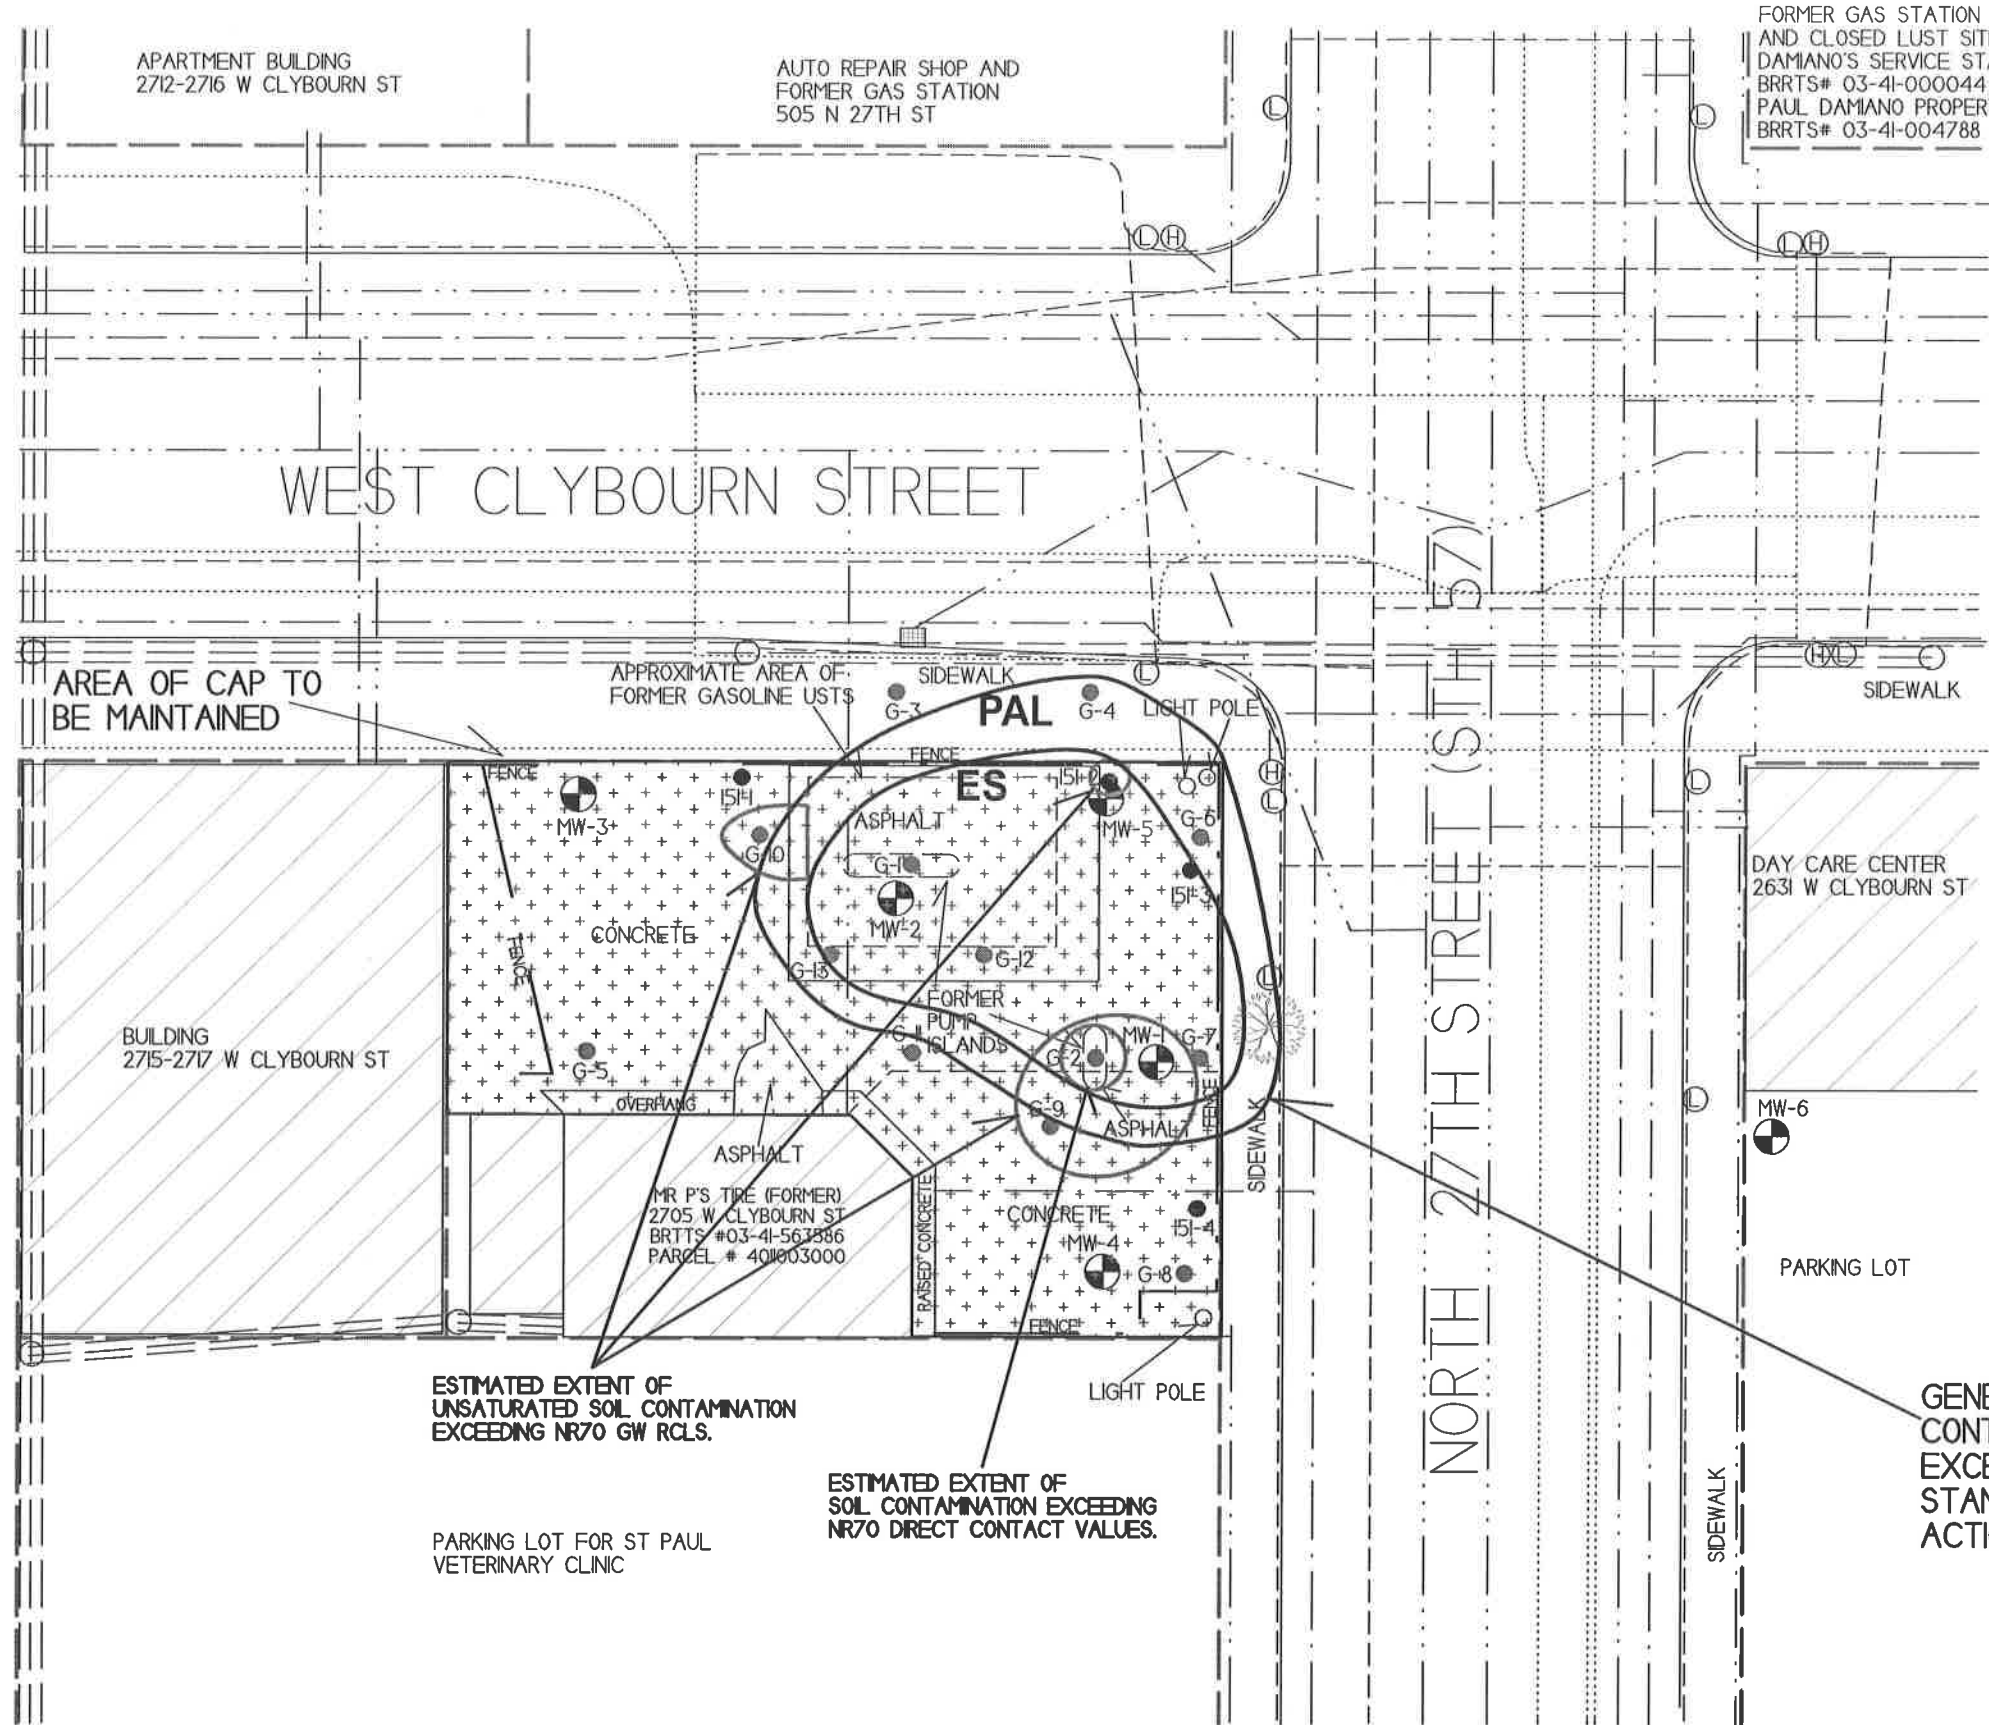 APARTMENT BUILDING
2712-2716 W CLYBOURN ST
AUTO REPAIR SHOP AND
FORMER GAS STATION
505 N 27TH ST
FORMER GAS STATION
AND CLOSED LUST
DAMIANO'S SERVICE
BRRTS# 03-41-000044
PAUL DAMIANO
BRRTS# 03-41-004788
L
L
L H
L H
WEST CLYBOURN STREET
NORTH 27TH STREET (STH 57)
AREA OF CAP TO
BE MAINTAINED
APPROXIMATE AREA OF
FORMER GASOLINE USTS
SIDEWALK
L
H L
SIDEWALK
G-3
PAL
G-4
LIGHT POLE
FENCE
FENCE
ES
151-1
151-2
H
L
L
MW-3
MW-5
G-6
ASPHALT
G-10
G-1
151-3
DAY CARE CENTER
2631 W CLYBOURN ST
MW-2
CONCRETE
FENCE
G-13
G-12
L
FORMER
PUMP
ISLANDS
G-11
G-2
MW-1
G-7
BUILDING
2715-2717 W CLYBOURN ST
G-5
OVERHANG
FENCE
G-9
ASPHALT
L
MW-6
SIDEWALK
ASPHALT
MR P'S TIRE (FORMER)
2705 W CLYBOURN ST
BRTTS #03-41-563586
PARCEL # 4011003000
RAISED CONCRETE
CONCRETE
151-4
MW-4
G-8
PARKING LOT
FENCE
ESTIMATED EXTENT OF
UNSATURATED SOIL CONTAMINATION
EXCEEDING NR70 GW RCLS.
LIGHT POLE
ESTIMATED EXTENT OF
SOIL CONTAMINATION EXCEEDING
NR70 DIRECT CONTACT VALUES.
SIDEWALK
PARKING LOT FOR ST PAUL
VETERINARY CLINIC